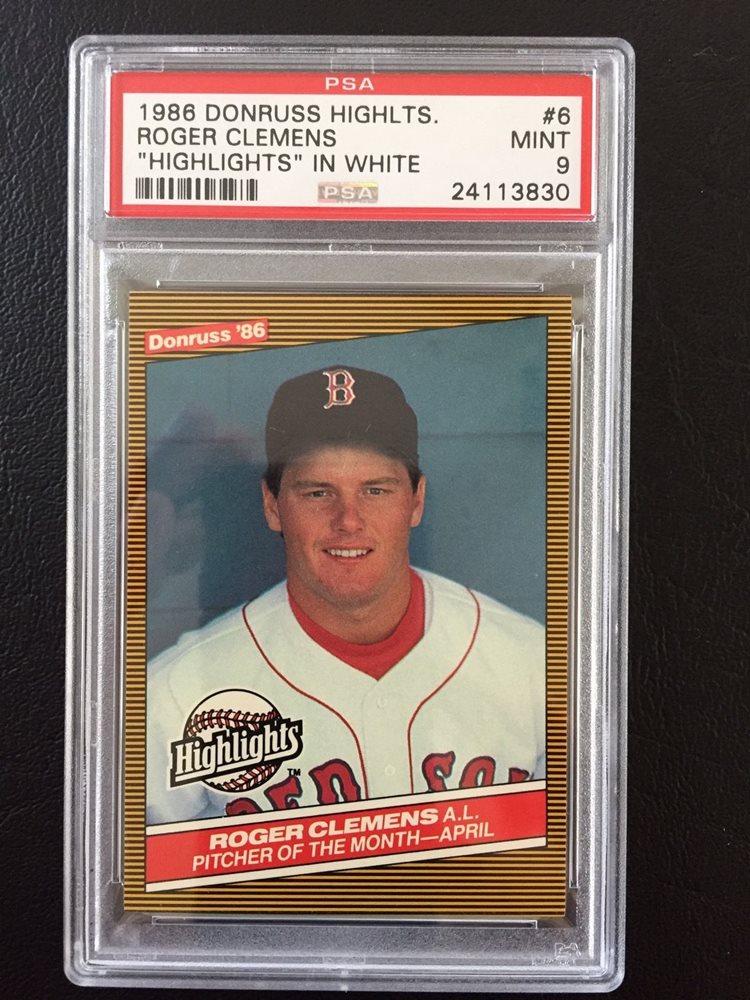 PSA
1986 DONRUSS HIGHLTS. #6
ROGER CLEMENS MINT
"HIGHLIGHTS" IN WHITE 9
PSA 24113830
Donruss '86
B
Highlights TM
RED SOX
ROGER CLEMENS A.L.
PITCHER OF THE MONTH—APRIL